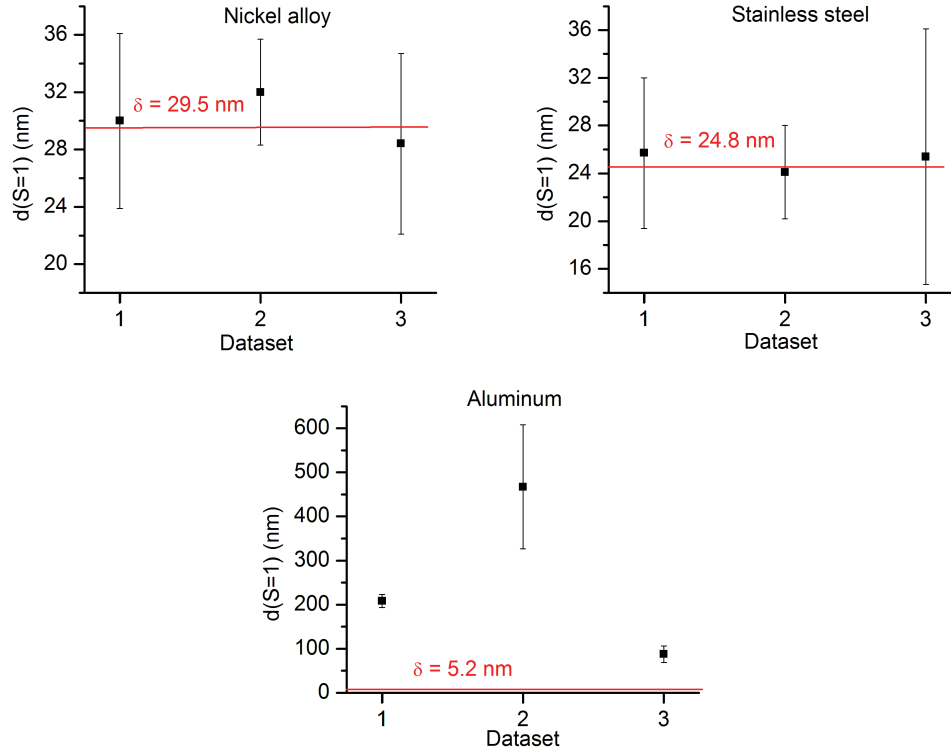 Nickel alloy
36
32
28
24
20
d(S=1) (nm)
δ = 29.5 nm
1
2
3
Dataset
Stainless steel
36
32
28
24
20
16
d(S=1) (nm)
δ = 24.8 nm
1
2
3
Dataset
Aluminum
600
500
400
300
200
100
0
d(S=1) (nm)
δ = 5.2 nm
1
2
3
Dataset